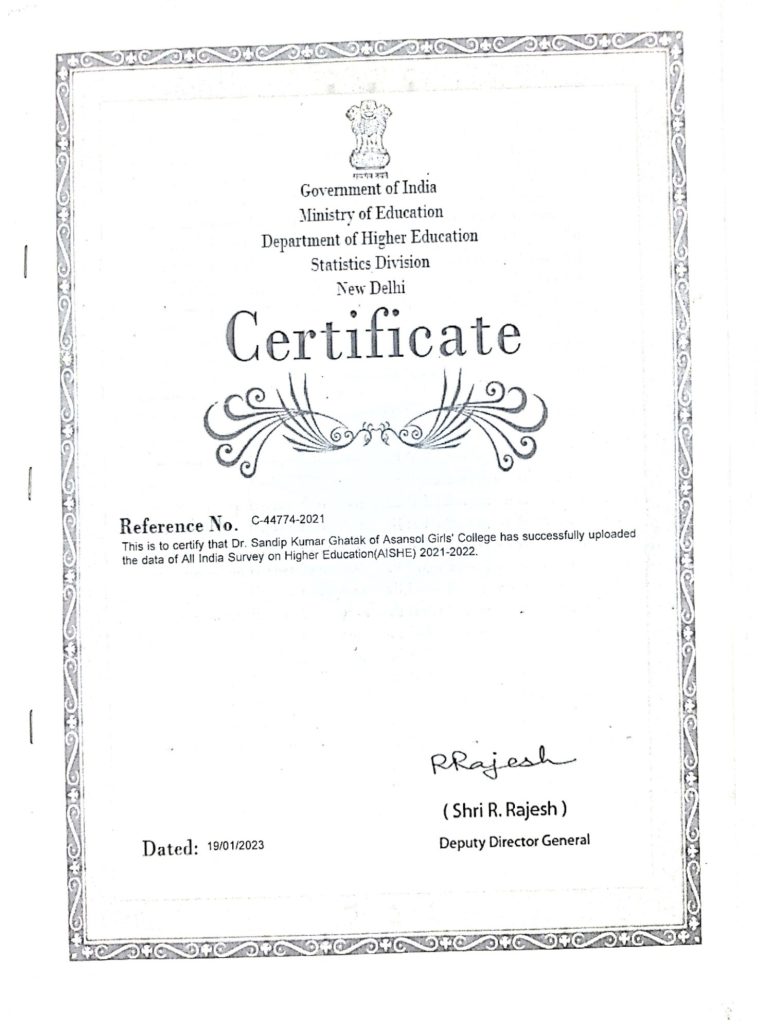 सत्यमेव जयते
Government of India
Ministry of Education
Department of Higher Education
Statistics Division
New Delhi
Certificate
Reference No. C-44774-2021
This is to certify that Dr. Sandip Kumar Ghatak of Asansol Girls' College has successfully uploaded
the data of All India Survey on Higher Education(AISHE) 2021-2022.
RRajesh
( Shri R. Rajesh )
Deputy Director General
Dated: 19/01/2023